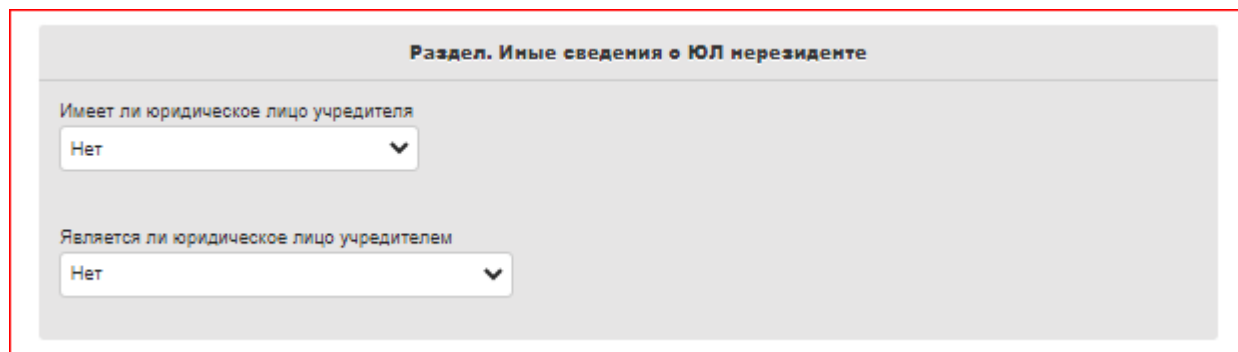 Раздел. Иные сведения о ЮЛ нерезиденте
Имеет ли юридическое лицо учредителя
Нет
Является ли юридическое лицо учредителем
Нет